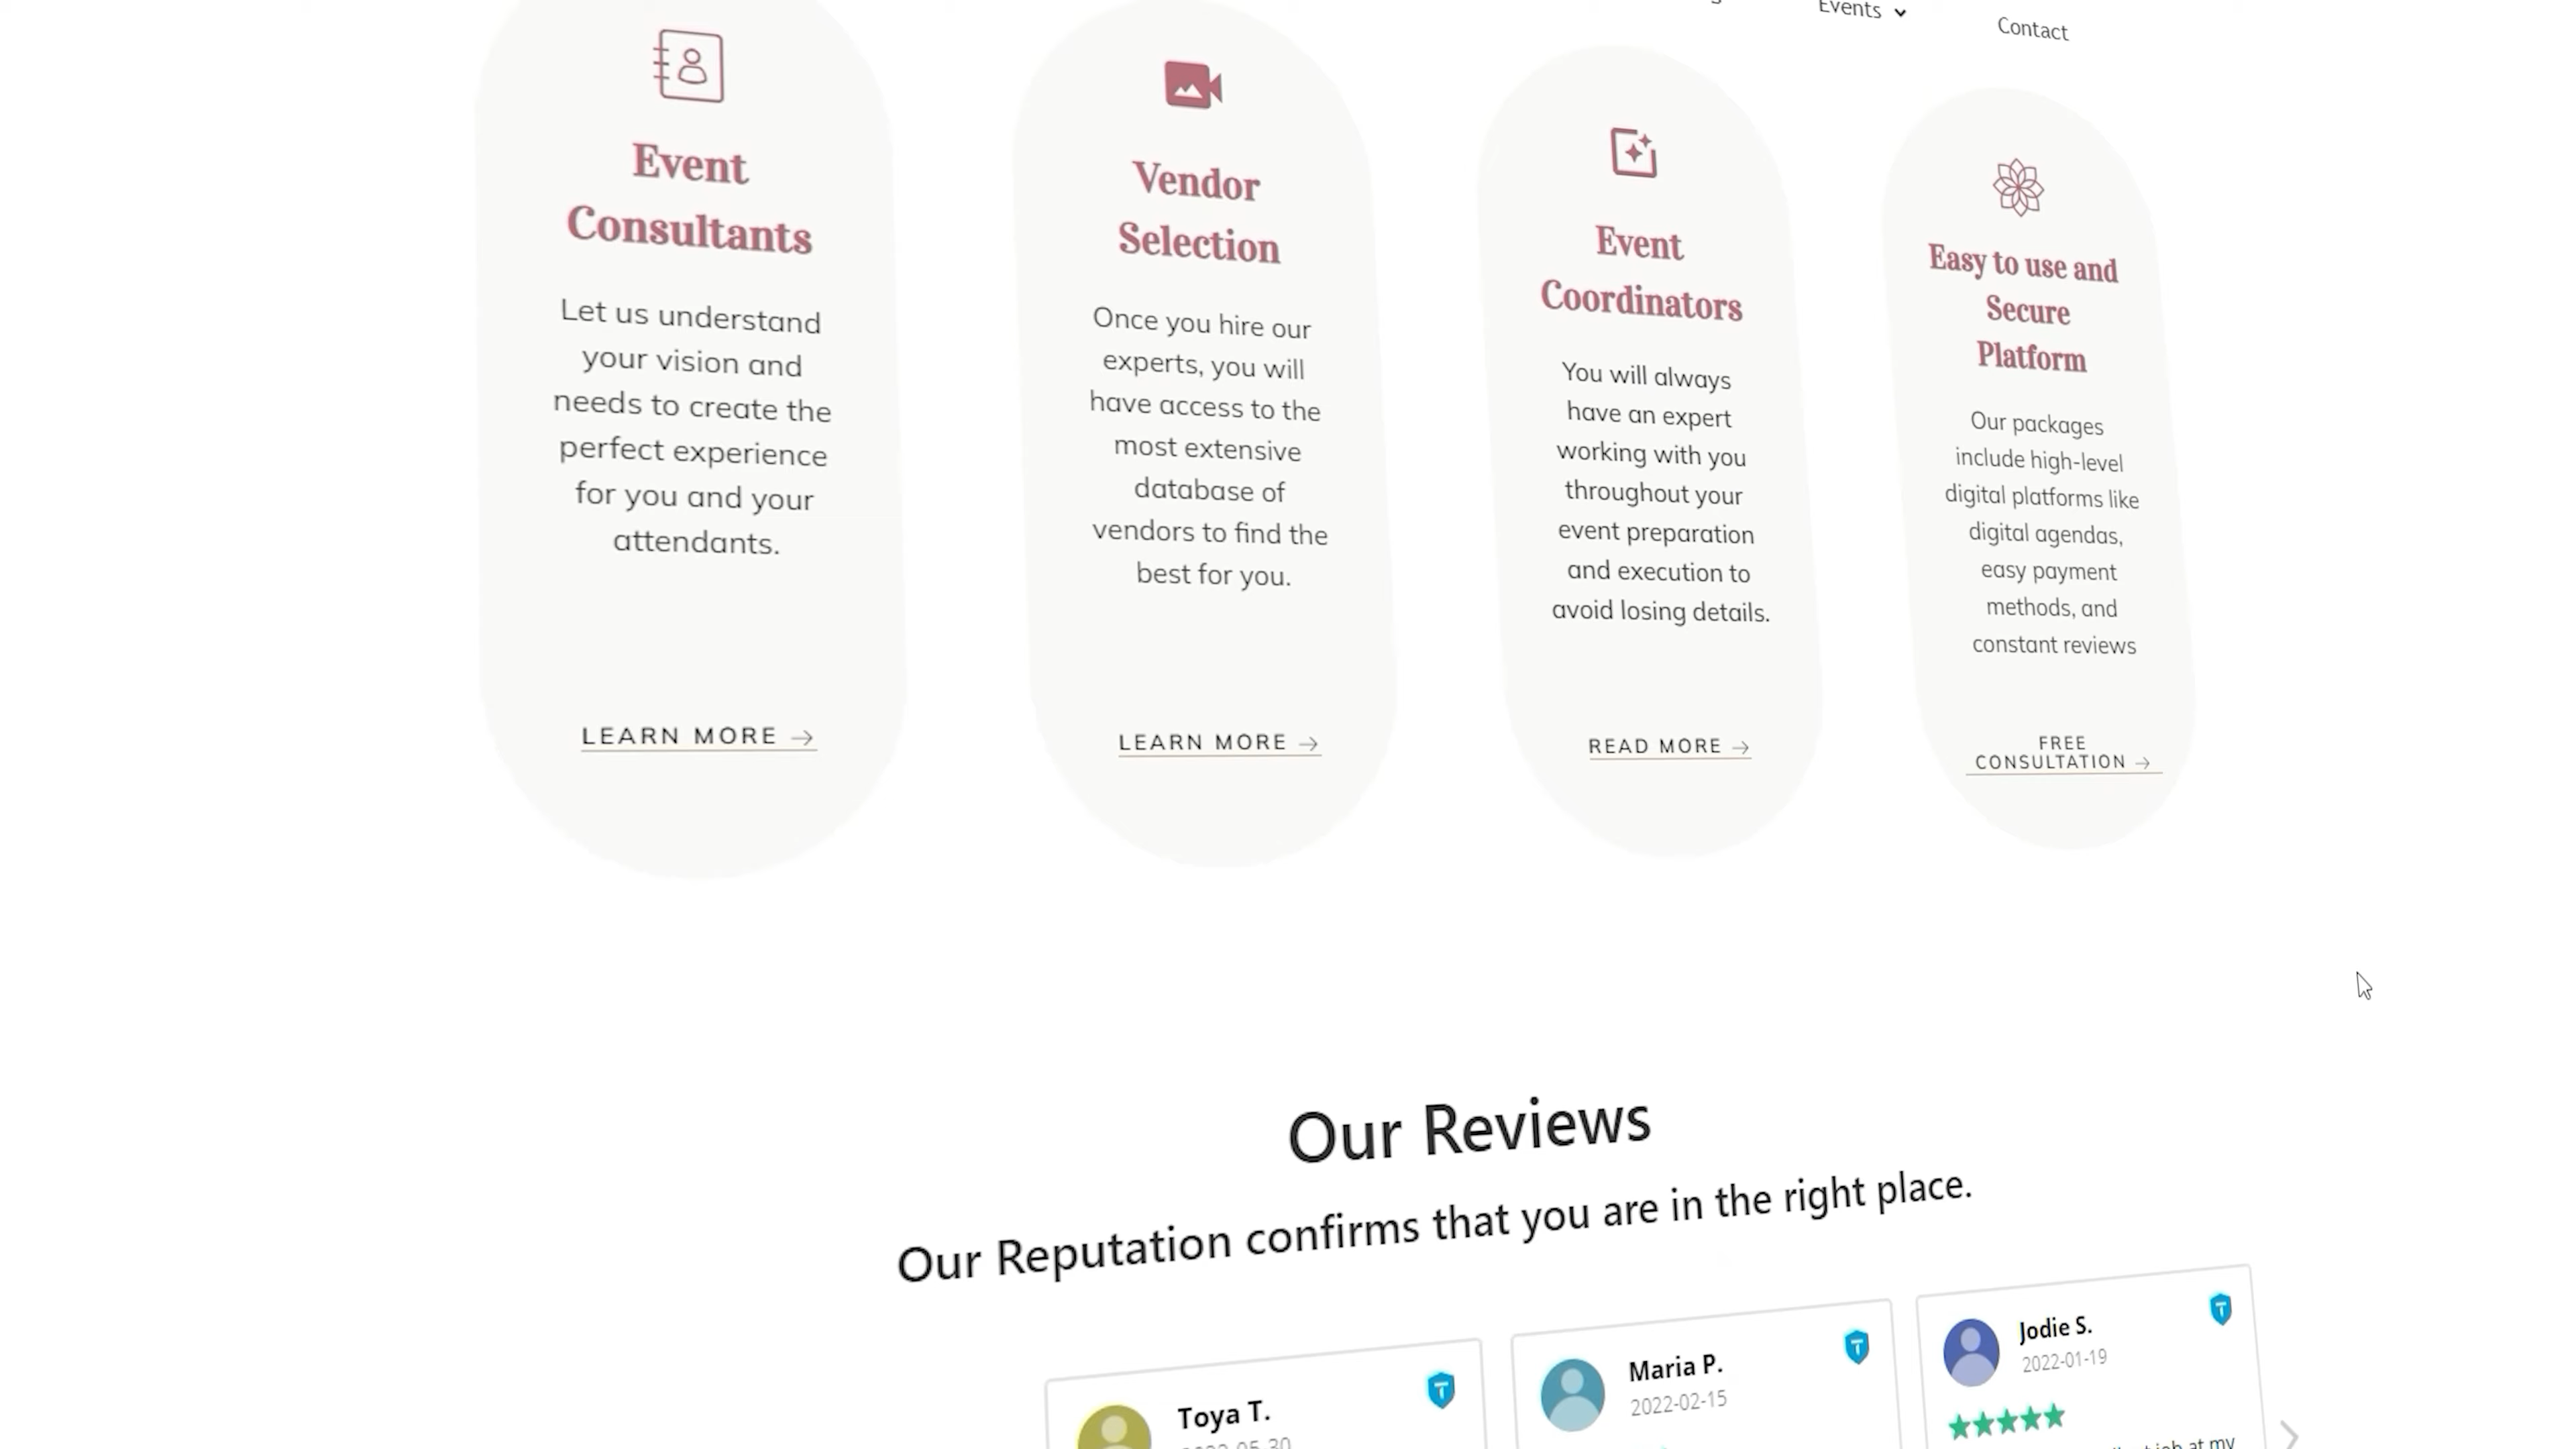 Events
Contact
Event
Consultants
Let us understand
your vision and
needs to create the
perfect experience
for you and your
attendants.
LEARN MORE →
Vendor
Selection
Once you hire our
experts, you will
have access to the
most extensive
database of
vendors to find the
best for you.
LEARN MORE →
Event
Coordinators
You will always
have an expert
working with you
throughout your
event preparation
and execution to
avoid losing details.
READ MORE →
Easy to use and
Secure
Platform
Our packages
include high-level
digital platforms like
digital agendas,
easy payment
methods, and
constant reviews
FREE
CONSULTATION →
Our Reviews
Our Reputation confirms that you are in the right place.
Toya T.
Maria P.
2022-02-15
Jodie S.
2022-01-19
job at my